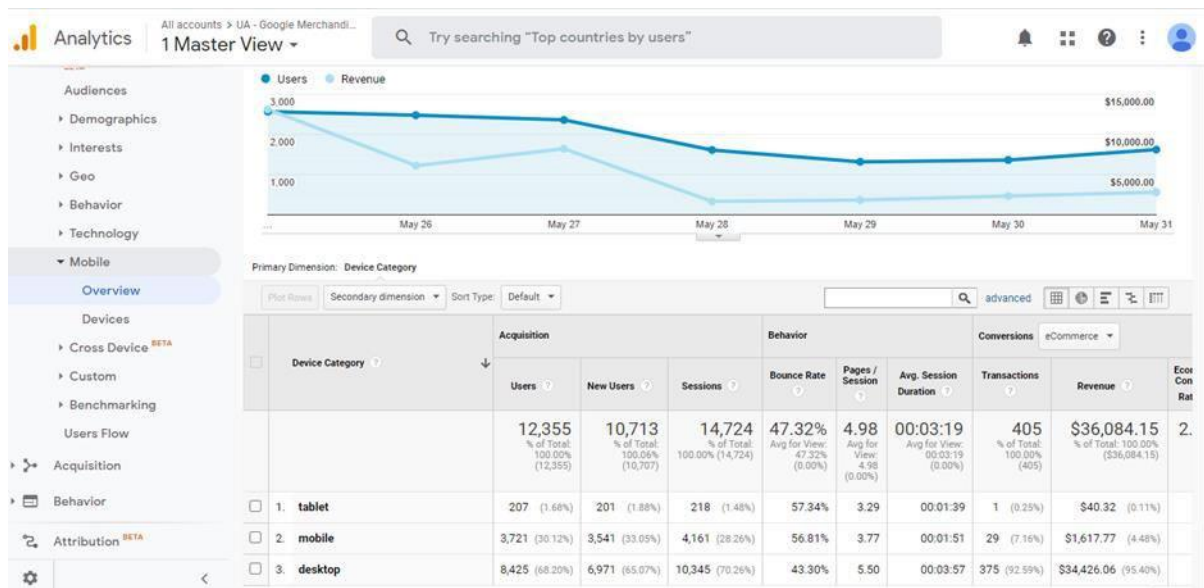 Analytics
All accounts > UA - Google Merchandi...
1 Master View
Try searching "Top countries by users"
BETA
Audiences
Demographics
Interests
Geo
Behavior
Technology
Mobile
Overview
Devices
Cross Device BETA
Custom
Benchmarking
Users Flow
Acquisition
Behavior
Attribution BETA
Users Revenue
3,000 $15,000.00
2,000 $10,000.00
1,000 $5,000.00
... May 26 May 27 May 28 May 29 May 30 May 31
Primary Dimension: Device Category
Plot Rows Secondary dimension Sort Type: Default advanced
Acquisition Behavior Conversions eCommerce
Device Category Users New Users Sessions Bounce Rate Pages / Session Avg. Session Duration Transactions Revenue
12,355 10,713 14,724 47.32% 4.98 00:03:19 405 $36,084.15 2.
% of Total: 100.00% (12,355) % of Total: 100.06% (10,707) % of Total: 100.00% (14,724) Avg for View: 47.32% (0.00%) Avg for View: 4.98 (0.00%) Avg for View: 00:03:19 (0.00%) % of Total: 100.00% (405) % of Total: 100.00% ($36,084.15)
1. tablet 207 (1.68%) 201 (1.88%) 218 (1.48%) 57.34% 3.29 00:01:39 1 (0.25%) $40.32 (0.11%)
2. mobile 3,721 (30.12%) 3,541 (33.05%) 4,161 (28.26%) 56.81% 3.77 00:01:51 29 (7.16%) $1,617.77 (4.48%)
3. desktop 8,425 (68.20%) 6,971 (65.07%) 10,345 (70.26%) 43.30% 5.50 00:03:57 375 (92.59%) $34,426.06 (95.40%)